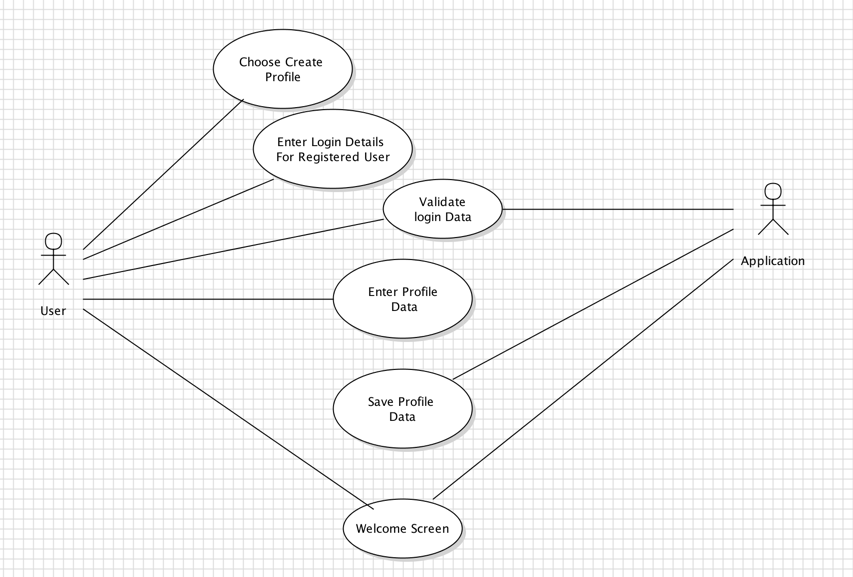 Choose Create
Profile
Enter Login Details
For Registered User
Validate
login Data
Application
Enter Profile
Data
User
Save Profile
Data
Welcome Screen